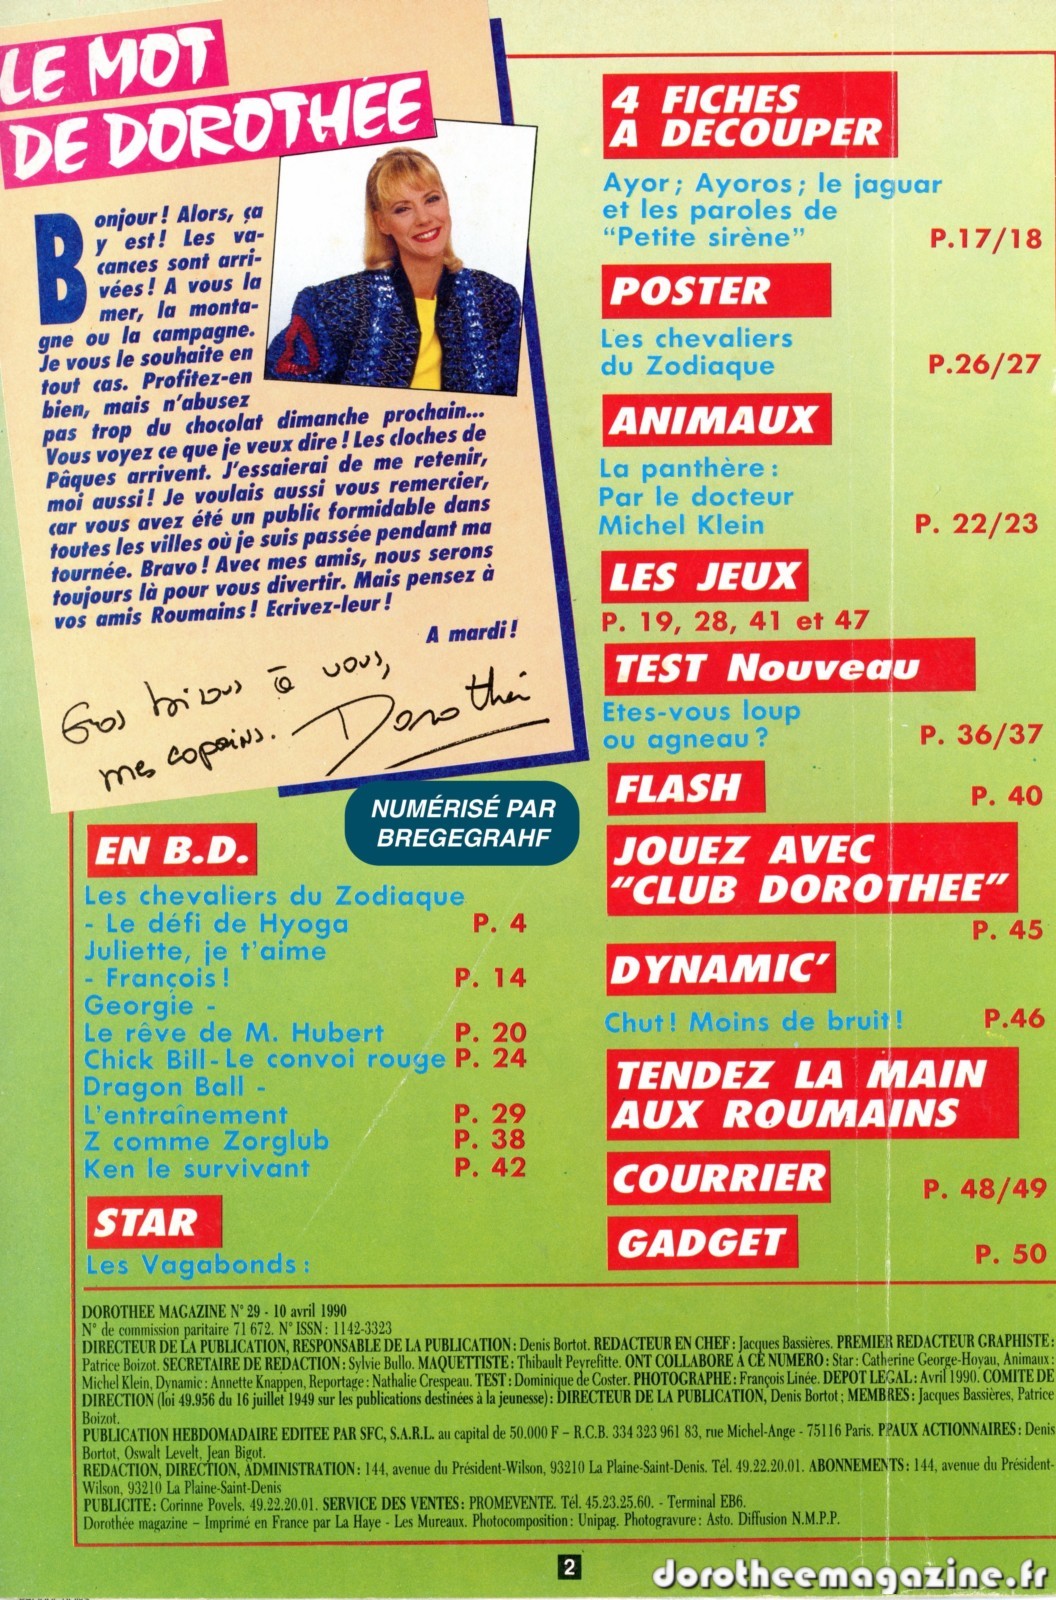 LE MOT
DE DOROTHÉE
Bonjour! Alors, ça
y est! Les va-
cances sont arri-
vées! A vous la
mer, la monta-
gne ou la campagne.
Je vous le souhaite en
tout cas. Profitez-en
bien, mais n'abusez
pas trop du chocolat dimanche prochain...
Vous voyez ce que je veux dire! Les cloches de
Pâques arrivent. J'essaierai de me retenir,
moi aussi! Je voulais aussi vous remercier,
car vous avez été un public formidable dans
toutes les villes où je suis passée pendant ma
tournée. Bravo! Avec mes amis, nous serons
toujours là pour vous divertir. Mais pensez à
vos amis Roumains! Ecrivez-leur!
A mardi!
Gros bisous à vous,
mes copains. Dorothée
NUMÉRISÉ PAR
BREGEGRAHF
EN B.D.
Les chevaliers du Zodiaque
- Le défi de Hyoga P. 4
Juliette, je t'aime
- François! P. 14
Georgie -
Le rêve de M. Hubert P. 20
Chick Bill - Le convoi rouge P. 24
Dragon Ball -
L'entraînement P. 29
Z comme Zorglub P. 38
Ken le survivant P. 42
STAR
Les Vagabonds:
4 FICHES
A DECOUPER
Ayor; Ayoros; le jaguar
et les paroles de
"Petite sirène" P.17/18
POSTER
Les chevaliers
du Zodiaque P.26/27
ANIMAUX
La panthère:
Par le docteur
Michel Klein P. 22/23
LES JEUX
P. 19, 28, 41 et 47
TEST Nouveau
Etes-vous loup
ou agneau? P. 36/37
FLASH P. 40
JOUEZ AVEC
"CLUB DOROTHEE"
P. 45
DYNAMIC'
Chut! Moins de bruit! P.46
TENDEZ LA MAIN
AUX ROUMAINS
COURRIER P. 48/49
GADGET P. 50
DOROTHEE MAGAZINE N° 29 - 10 avril 1990
N° de commission paritaire 71 672. N° ISSN: 1142-3323
DIRECTEUR DE LA PUBLICATION, RESPONSABLE DE LA PUBLICATION: Denis Bortot. REDACTEUR EN CHEF: Jacques Bassières. PREMIER REDACTEUR GRAPHISTE:
Patrice Boizot. SECRETAIRE DE REDACTION: Sylvie Bullo. MAQUETTISTE: Thibault Peyrefitte. ONT COLLABORE A CE NUMERO: Star: Catherine George-Hoyau, Animaux:
Michel Klein, Dynamic: Annette Knappen, Reportage: Nathalie Crespeau. TEST: Dominique de Coster. PHOTOGRAPHE: François Linée. DEPOT LEGAL: Avril 1990. COMITE DE
DIRECTION (loi 49.956 du 16 juillet 1949 sur les publications destinées à la jeunesse): DIRECTEUR DE LA PUBLICATION, Denis Bortot; MEMBRES: Jacques Bassières, Patrice
Boizot.
PUBLICATION HEBDOMADAIRE EDITEE PAR SFC, S.A.R.L. au capital de 50.000 F – R.C.B. 334 323 961 83, rue Michel-Ange - 75116 Paris. PPAUX ACTIONNAIRES: Denis
Bortot, Oswalt Levelt, Jean Bigot.
REDACTION, DIRECTION, ADMINISTRATION: 144, avenue du Président-Wilson, 93210 La Plaine-Saint-Denis. Tél. 49.22.20.01. ABONNEMENTS: 144, avenue du Président-
Wilson, 93210 La Plaine-Saint-Denis
PUBLICITE: Corinne Povels. 49.22.20.01. SERVICE DES VENTES: PROMEVENTE. Tél. 45.23.25.60. - Terminal EB6.
Dorothée magazine – Imprimé en France par La Haye - Les Mureaux. Photocomposition: Unipag. Photogravure: Asto. Diffusion N.M.P.P.
2
dorotheemagazine.fr